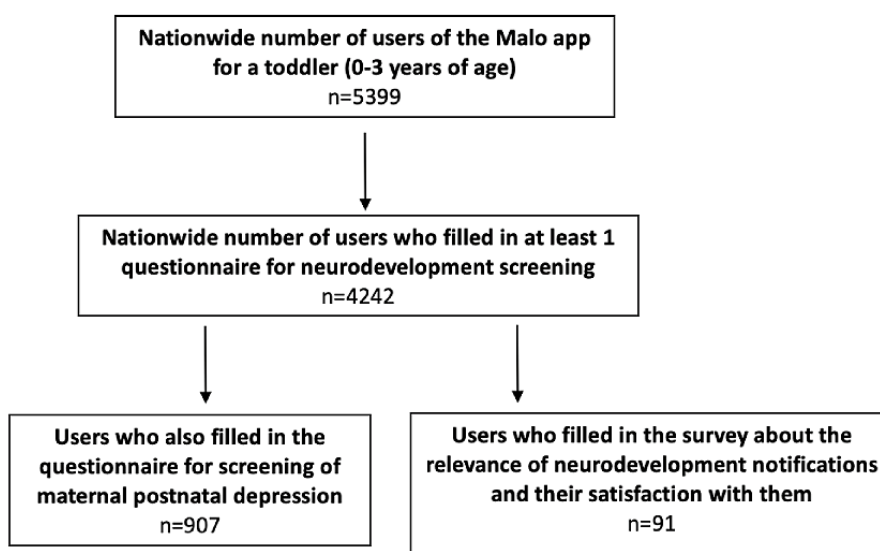 Nationwide number of users of the Malo app
for a toddler (0-3 years of age)
n=5399
Nationwide number of users who filled in at least 1
questionnaire for neurodevelopment screening
n=4242
Users who also filled in the
questionnaire for screening of
maternal postnatal depression
n=907
Users who filled in the survey about the
relevance of neurodevelopment notifications
and their satisfaction with them
n=91